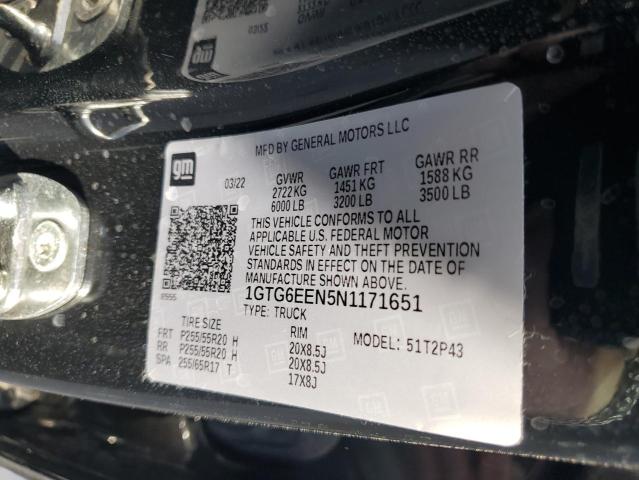 MFD BY GENERAL MOTORS LLC
gm
03/22 GVWR GAWR FRT GAWR RR
2722 KG 1451 KG 1588 KG
6000 LB 3200 LB 3500 LB
THIS VEHICLE CONFORMS TO ALL
APPLICABLE U.S. FEDERAL MOTOR
VEHICLE SAFETY AND THEFT PREVENTION
STANDARDS IN EFFECT ON THE DATE OF
MANUFACTURE SHOWN ABOVE.
1GTG6EEN5N1171651
TYPE: TRUCK
TIRE SIZE RIM MODEL: 51T2P43
FRT P255/55R20 H 20X8.5J
RR P255/55R20 H 20X8.5J
SPA 255/65R17 T 17X8J